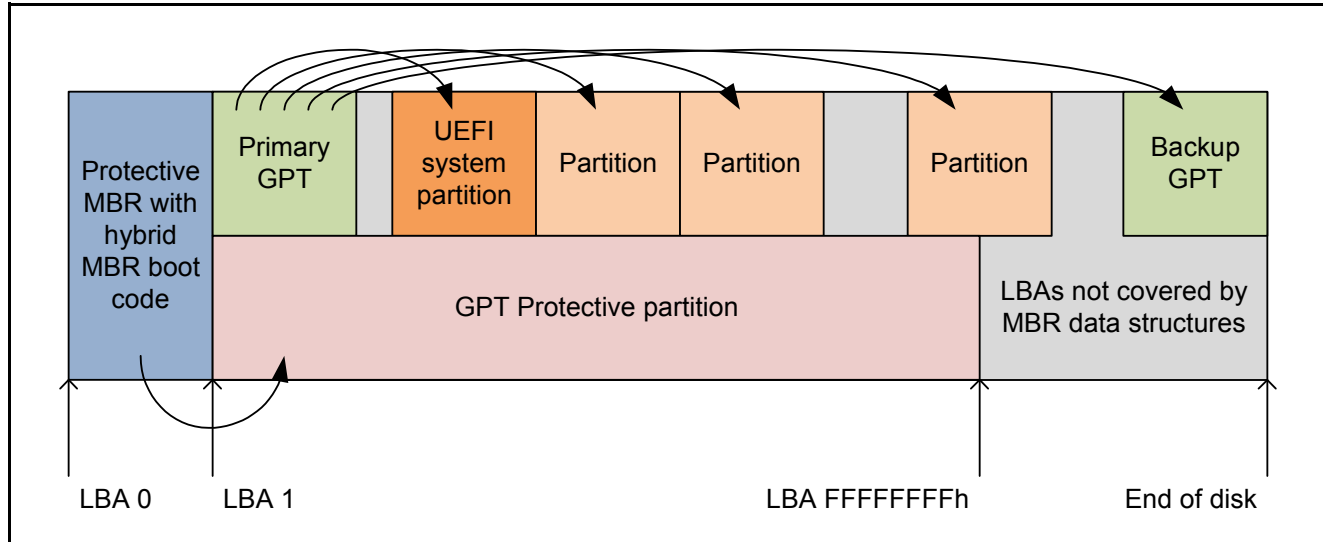 Protective
MBR with
hybrid
MBR boot
code
Primary
GPT
UEFI
system
partition
Partition
Partition
Partition
Backup
GPT
GPT Protective partition
LBAs not covered by
MBR data structures
LBA 0
LBA 1
LBA FFFFFFFFh
End of disk